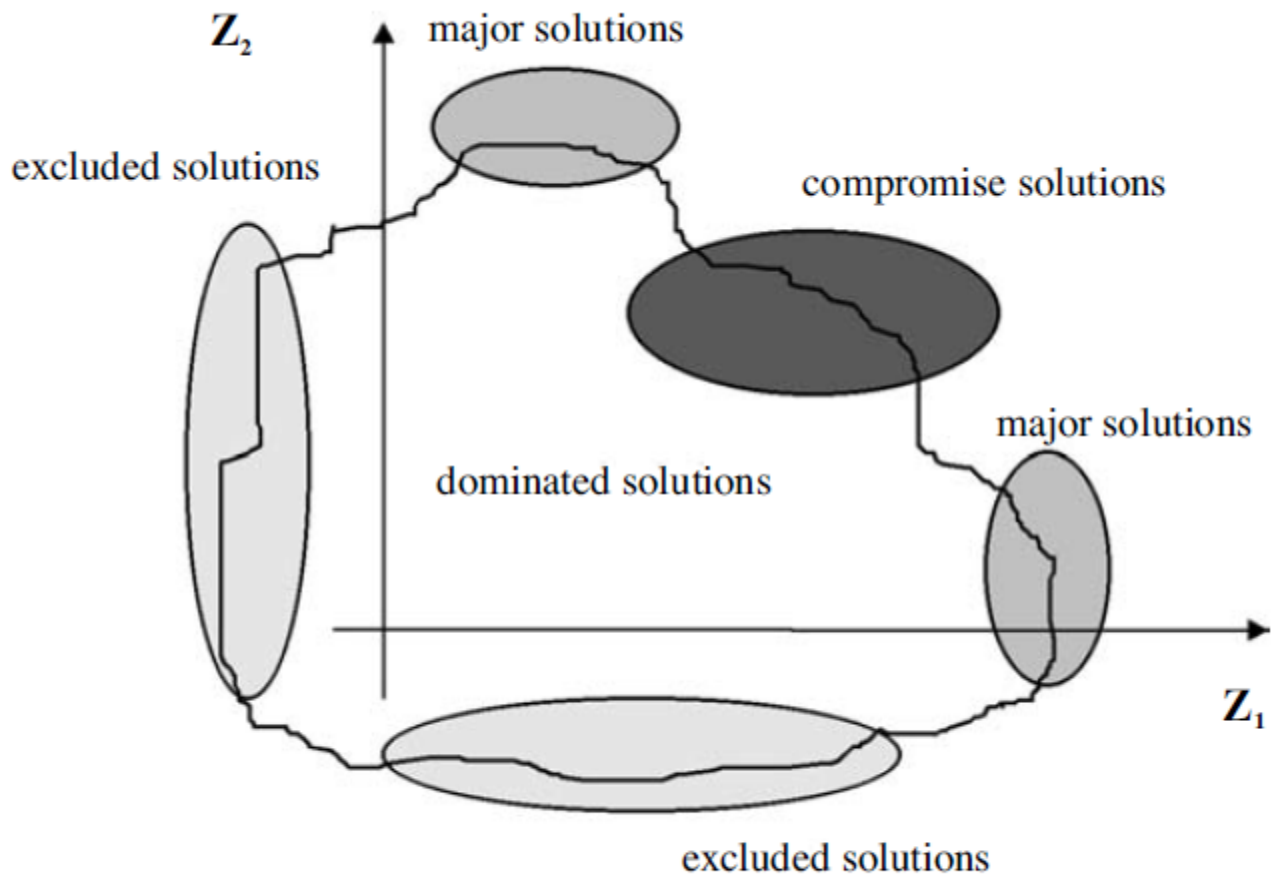 Z₂
major solutions
excluded solutions
compromise solutions
major solutions
dominated solutions
Z₁
excluded solutions